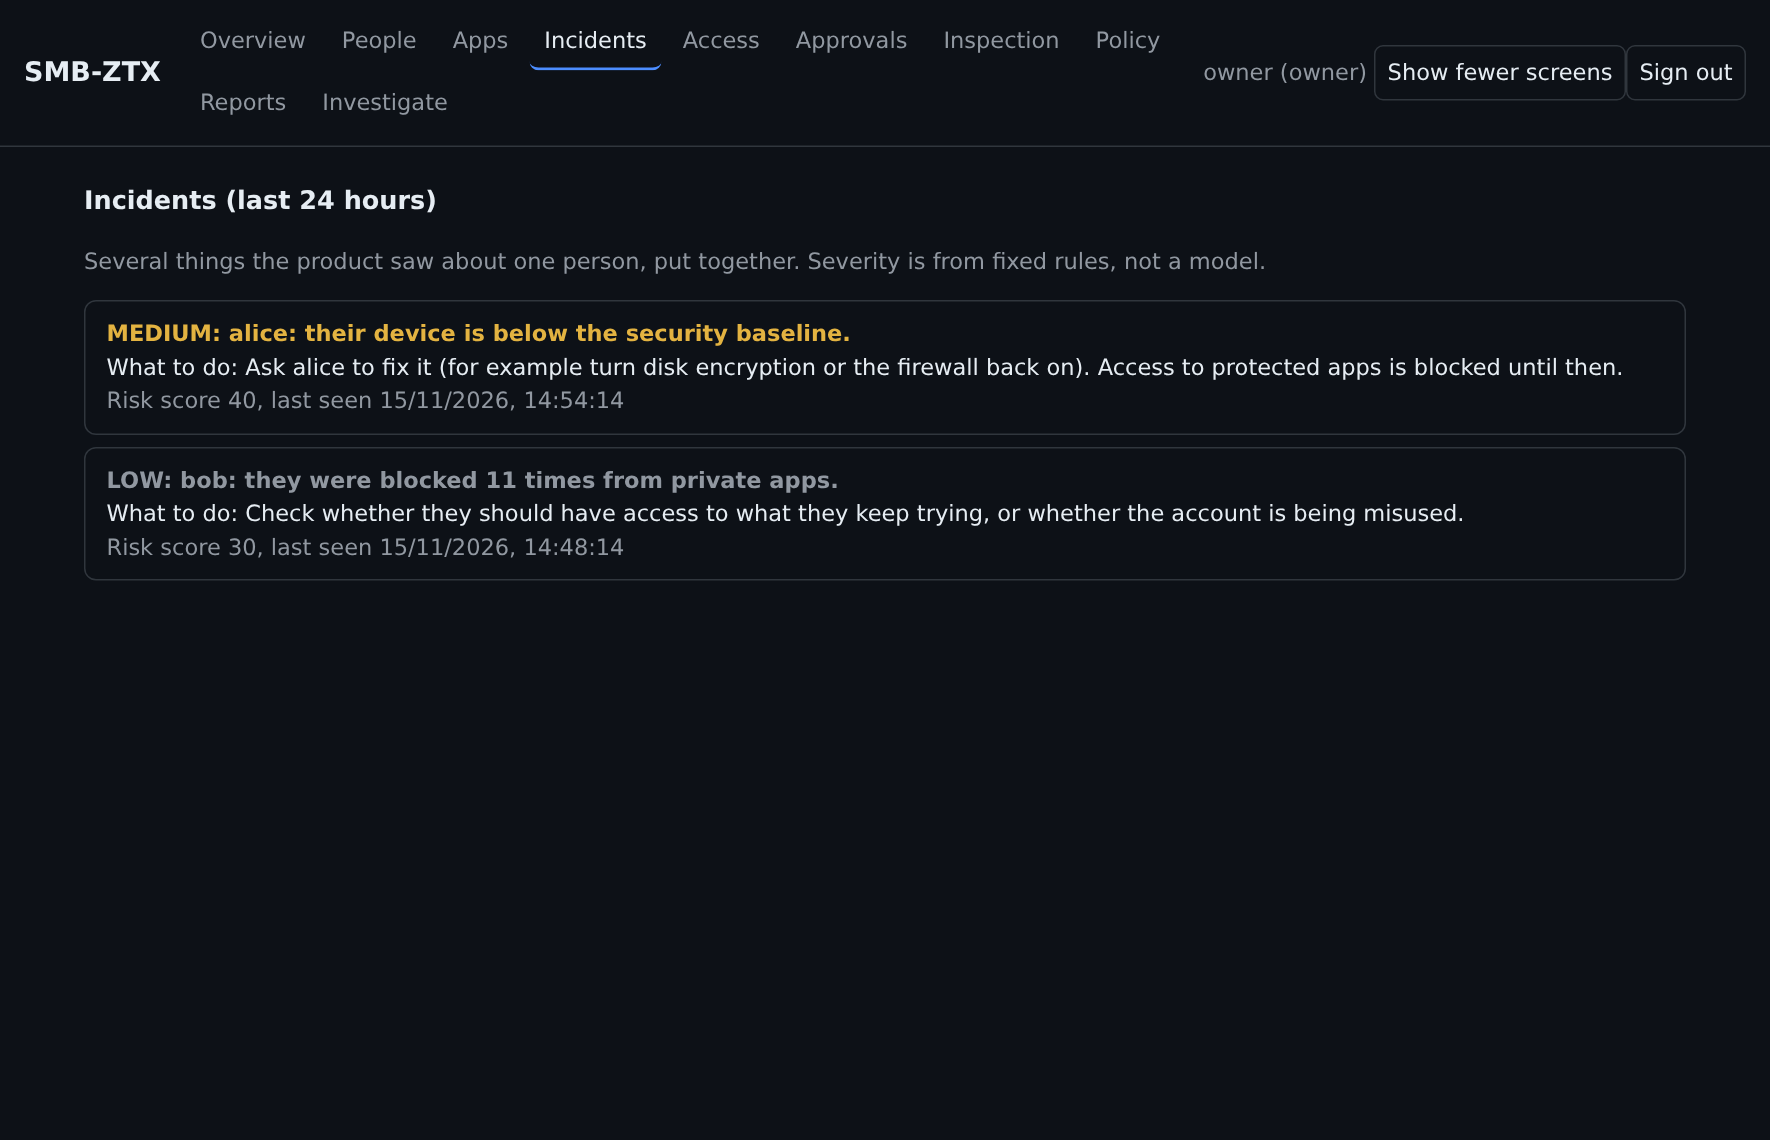 SMB-ZTX
Overview People Apps Incidents Access Approvals Inspection Policy
Reports Investigate
owner (owner) Show fewer screens Sign out
Incidents (last 24 hours)
Several things the product saw about one person, put together. Severity is from fixed rules, not a model.
MEDIUM: alice: their device is below the security baseline.
What to do: Ask alice to fix it (for example turn disk encryption or the firewall back on). Access to protected apps is blocked until then.
Risk score 40, last seen 15/11/2026, 14:54:14
LOW: bob: they were blocked 11 times from private apps.
What to do: Check whether they should have access to what they keep trying, or whether the account is being misused.
Risk score 30, last seen 15/11/2026, 14:48:14